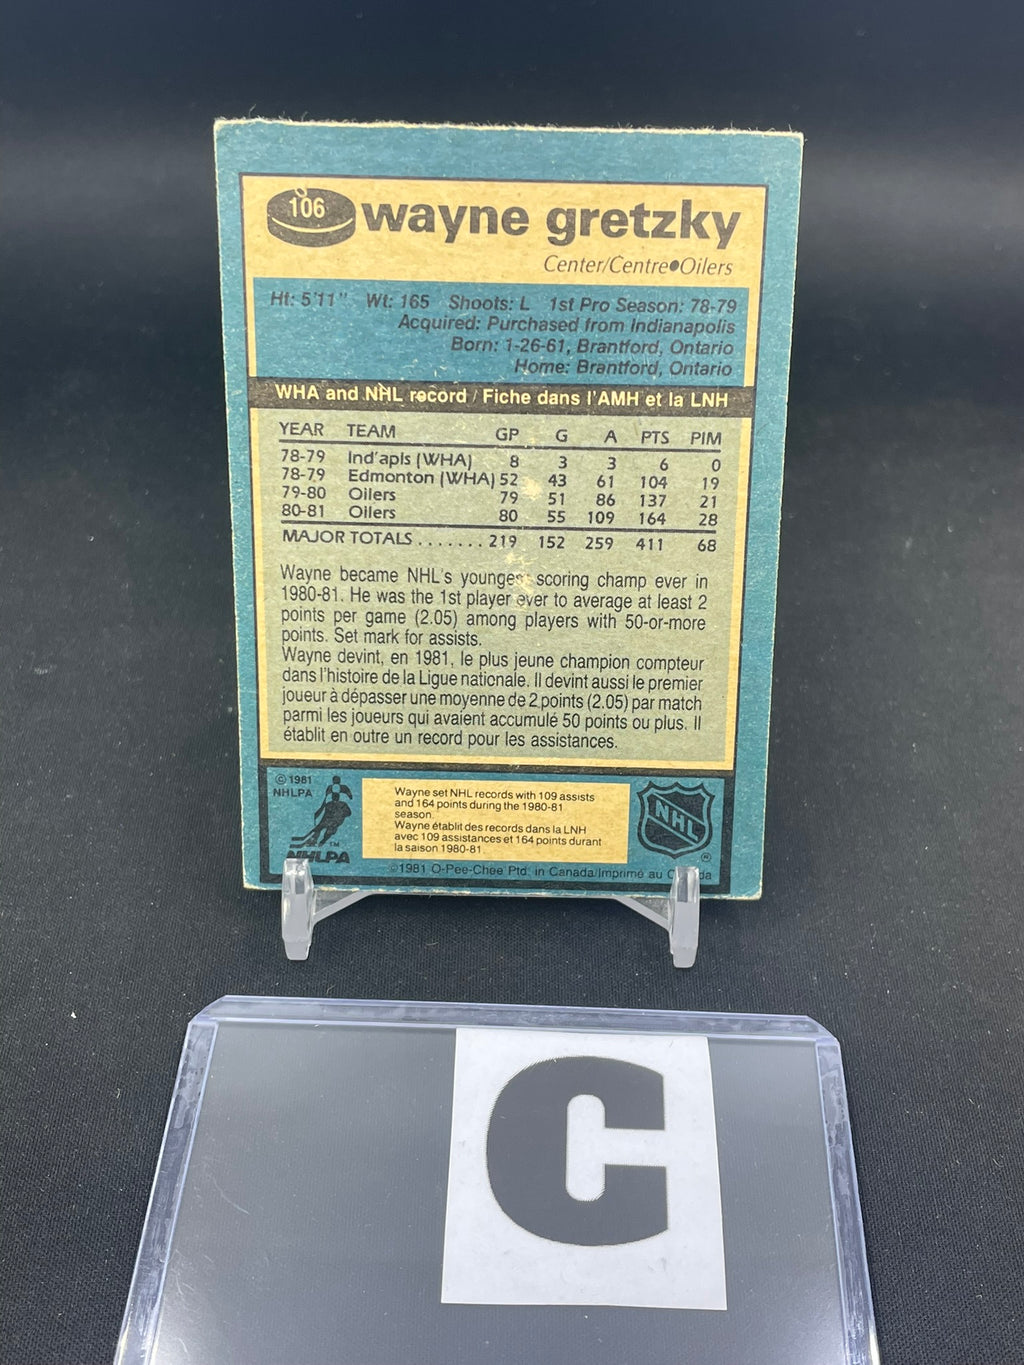 106 wayne gretzky
Center/Centre●Oilers
Ht: 5'11" Wt: 165 Shoots: L 1st Pro Season: 78-79
Acquired: Purchased from Indianapolis
Born: 1-26-61, Brantford, Ontario
Home: Brantford, Ontario
WHA and NHL record / Fiche dans l'AMH et la LNH
YEAR TEAM GP G A PTS PIM
78-79 Ind'apls (WHA) 8 3 3 6 0
78-79 Edmonton (WHA) 52 43 61 104 19
79-80 Oilers 79 51 86 137 21
80-81 Oilers 80 55 109 164 28
MAJOR TOTALS ....... 219 152 259 411 68
Wayne became NHL's youngest scoring champ ever in
1980-81. He was the 1st player ever to average at least 2
points per game (2.05) among players with 50-or-more
points. Set mark for assists.
Wayne devint, en 1981, le plus jeune champion compteur
dans l'histoire de la Ligue nationale. Il devint aussi le premier
joueur à dépasser une moyenne de 2 points (2.05) par match
parmi les joueurs qui avaient accumulé 50 points ou plus. Il
établit en outre un record pour les assistances.
© 1981
NHLPA
Wayne set NHL records with 109 assists
and 164 points during the 1980-81
season.
Wayne établit des records dans la LNH
avec 109 assistances et 164 points durant
la saison 1980-81.
NHL
®
TM
NHLPA
©1981 O-Pee-Chee Ptd. in Canada/Imprimé au Canada
C